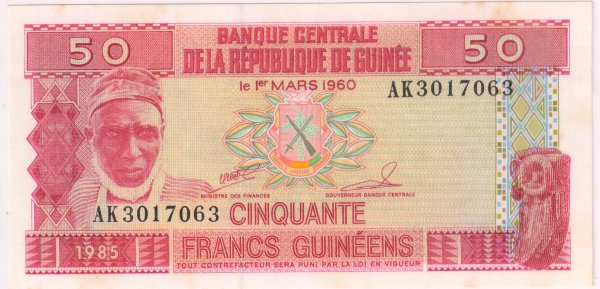 50
BANQUE CENTRALE
DE LA RÉPUBLIQUE DE GUINÉE
50
le 1er MARS 1960
AK3017063
MINISTRE DES FINANCES
GOUVERNEUR BANQUE CENTRALE
AK3017063
CINQUANTE
1985
FRANCS GUINÉENS
TOUT CONTREFACTEUR SERA PUNI PAR LA LOI EN VIGUEUR